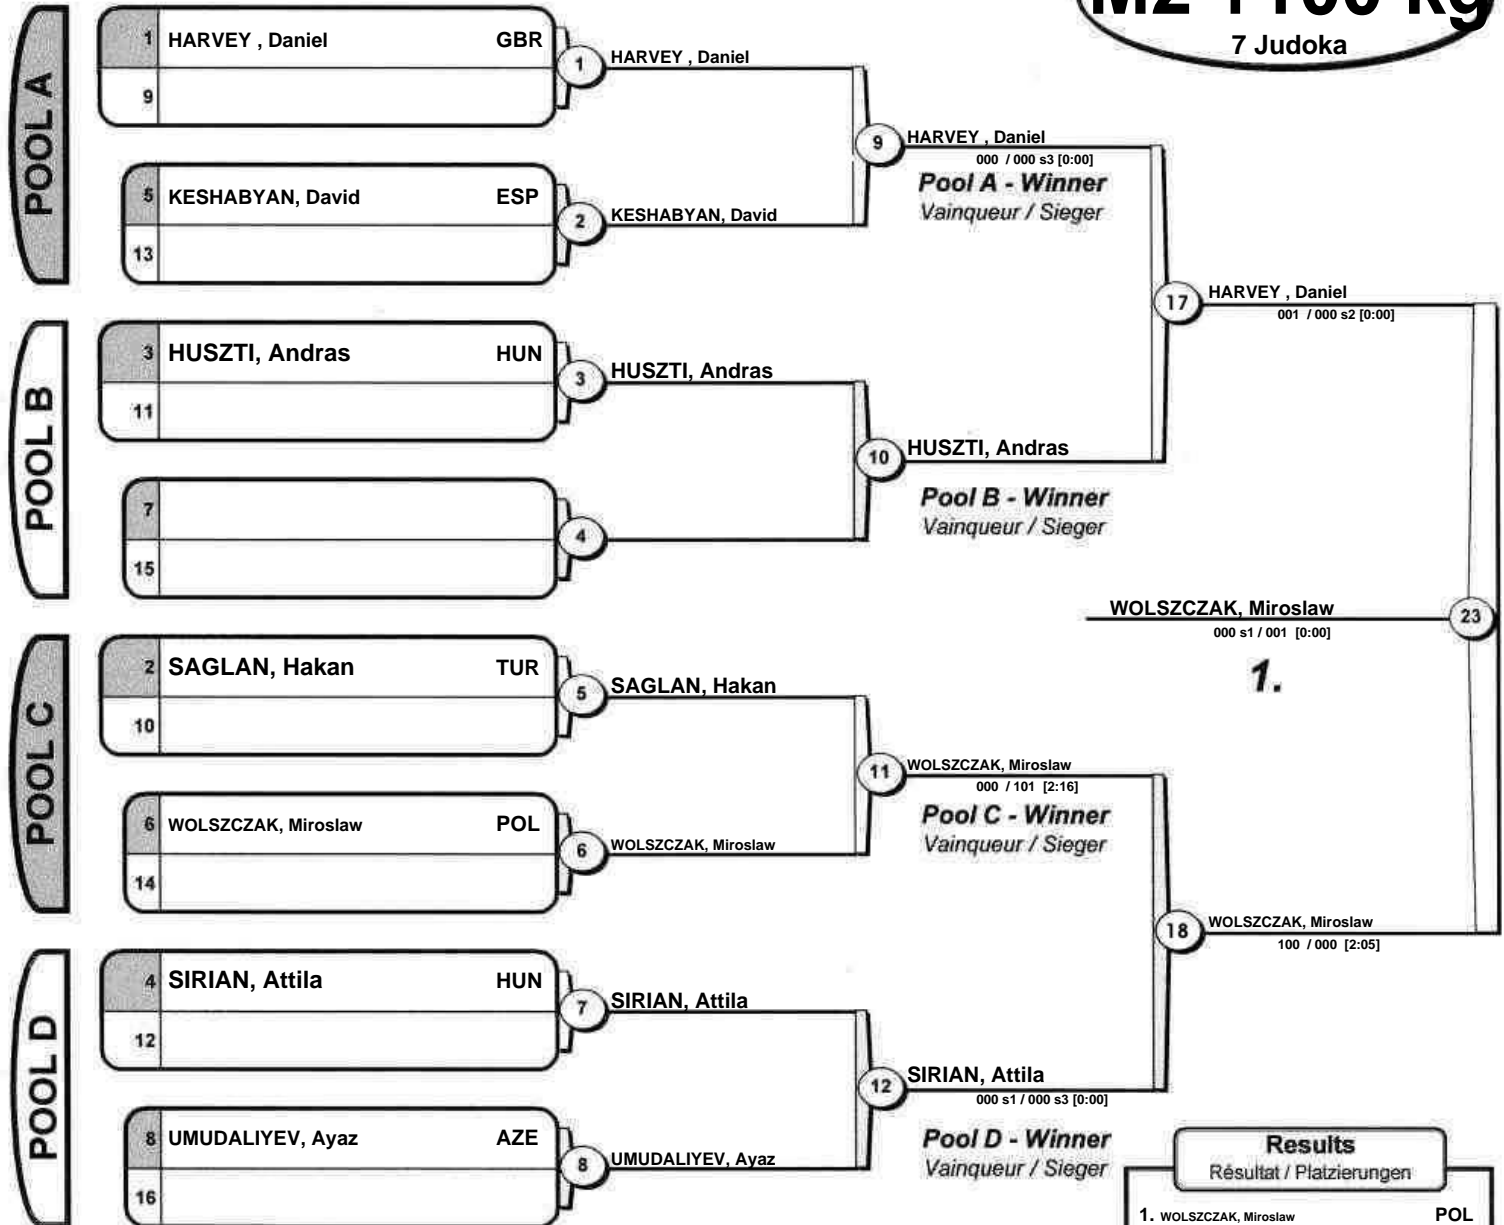 M2 +100 kg
7 Judoka
POOL A
1 HARVEY , Daniel GBR
9
1 HARVEY , Daniel
5 KESHABYAN, David ESP
13
2 KESHABYAN, David
9 HARVEY , Daniel
000 / 000 s3 [0:00]
Pool A - Winner
Vainqueur / Sieger
POOL B
3 HUSZTI, Andras HUN
11
3 HUSZTI, Andras
7
15
4
10 HUSZTI, Andras
Pool B - Winner
Vainqueur / Sieger
17 HARVEY , Daniel
001 / 000 s2 [0:00]
WOLSZCZAK, Miroslaw 23
000 s1 / 001 [0:00]
1.
POOL C
2 SAGLAN, Hakan TUR
10
5 SAGLAN, Hakan
6 WOLSZCZAK, Miroslaw POL
14
6 WOLSZCZAK, Miroslaw
11 WOLSZCZAK, Miroslaw
000 / 101 [2:16]
Pool C - Winner
Vainqueur / Sieger
18 WOLSZCZAK, Miroslaw
100 / 000 [2:05]
POOL D
4 SIRIAN, Attila HUN
12
7 SIRIAN, Attila
8 UMUDALIYEV, Ayaz AZE
16
8 UMUDALIYEV, Ayaz
12 SIRIAN, Attila
000 s1 / 000 s3 [0:00]
Pool D - Winner
Vainqueur / Sieger
Results
Résultat / Platzierungen
1. WOLSZCZAK, Miroslaw POL